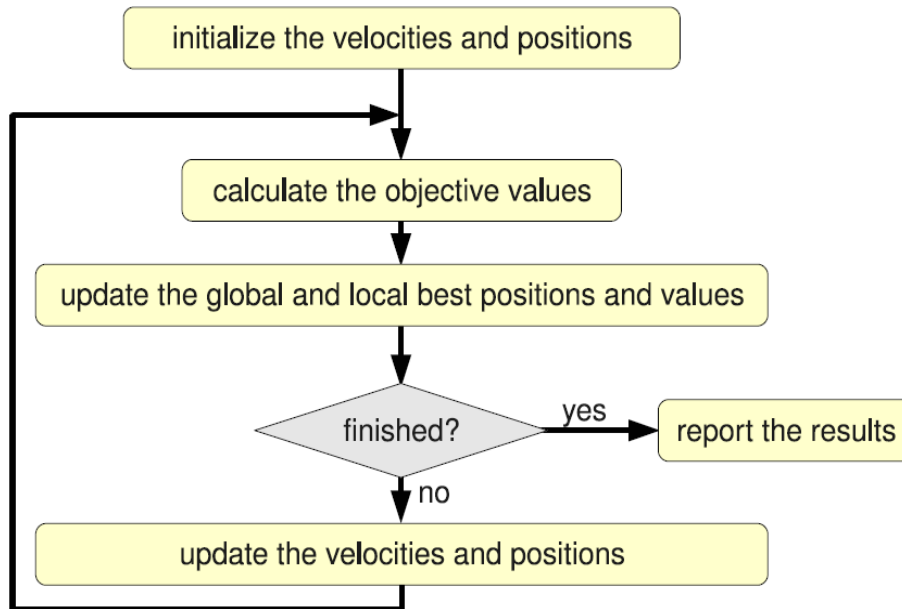 initialize the velocities and positions
calculate the objective values
update the global and local best positions and values
finished?
yes
report the results
no
update the velocities and positions